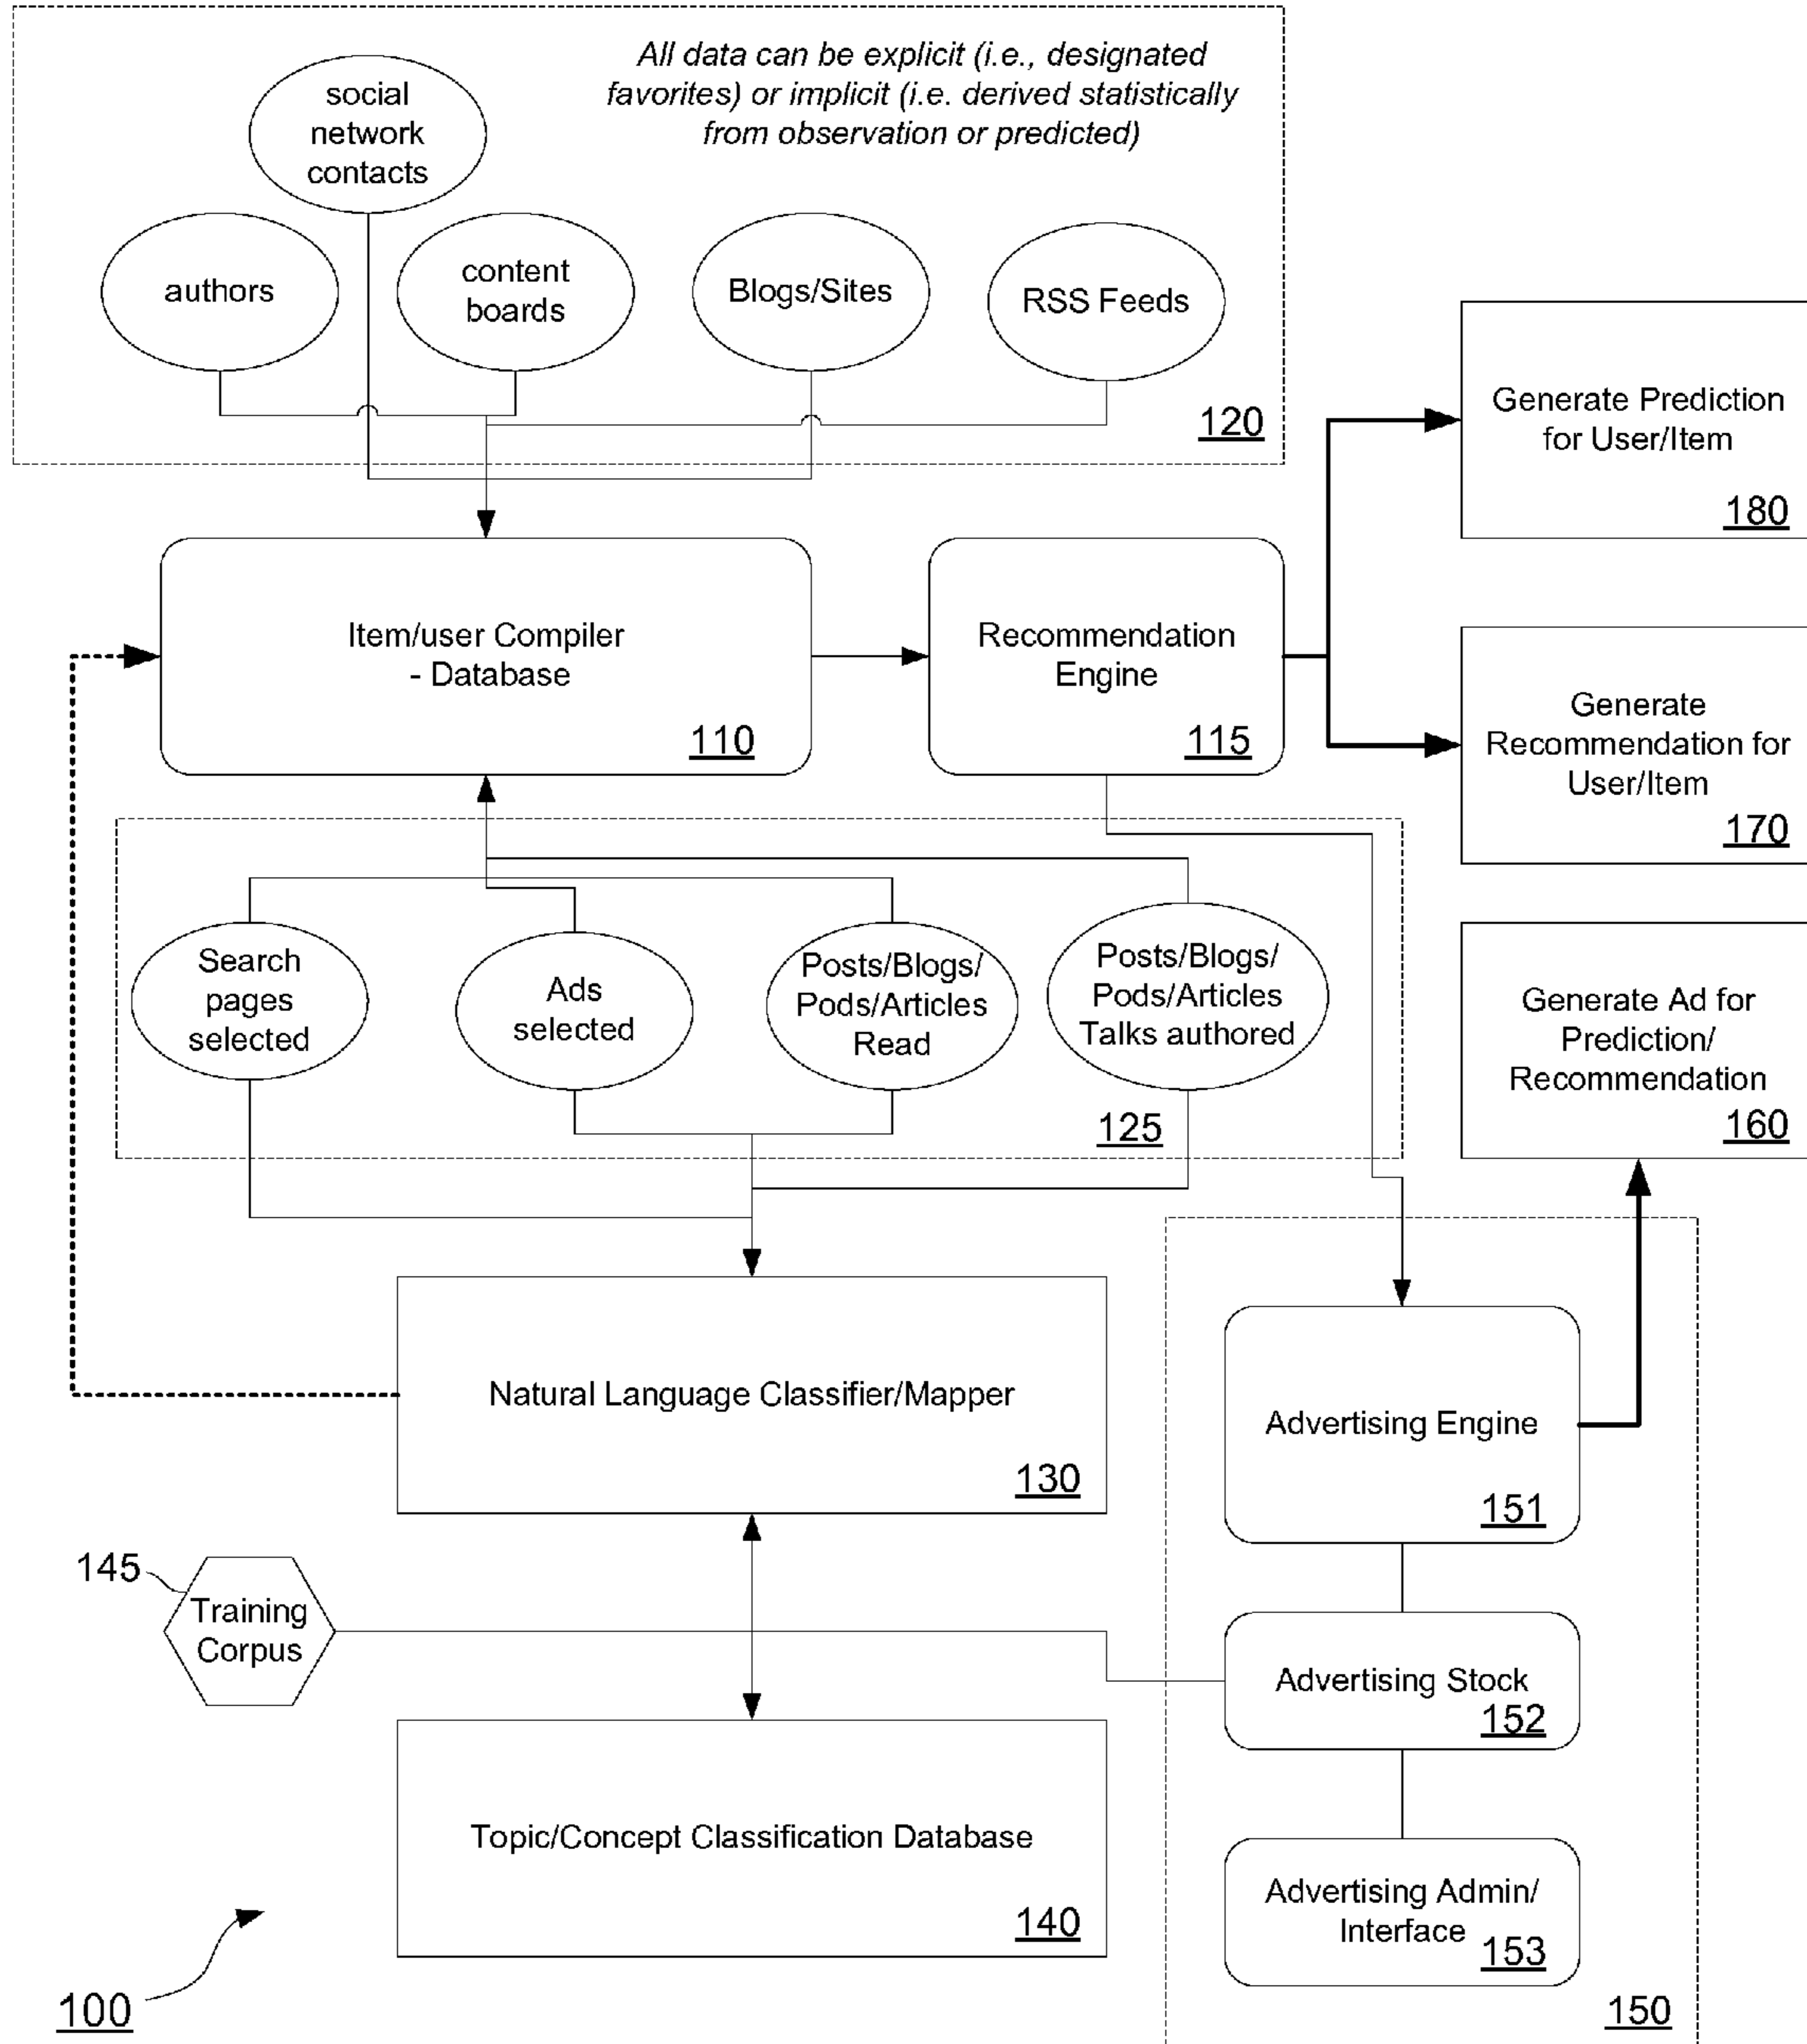 All data can be explicit (i.e., designated
favorites) or implicit (i.e. derived statistically
from observation or predicted)
social
network
contacts
authors
content
boards
Blogs/Sites
RSS Feeds
120
Generate Prediction
for User/Item
180
Item/user Compiler
- Database
110
Recommendation
Engine
115
Generate
Recommendation for
User/Item
170
Search
pages
selected
Ads
selected
Posts/Blogs/
Pods/Articles
Read
Posts/Blogs/
Pods/Articles
Talks authored
125
Generate Ad for
Prediction/
Recommendation
160
Natural Language Classifier/Mapper
130
Advertising Engine
151
145
Training
Corpus
Advertising Stock
152
Topic/Concept Classification Database
140
Advertising Admin/
Interface
153
100
150